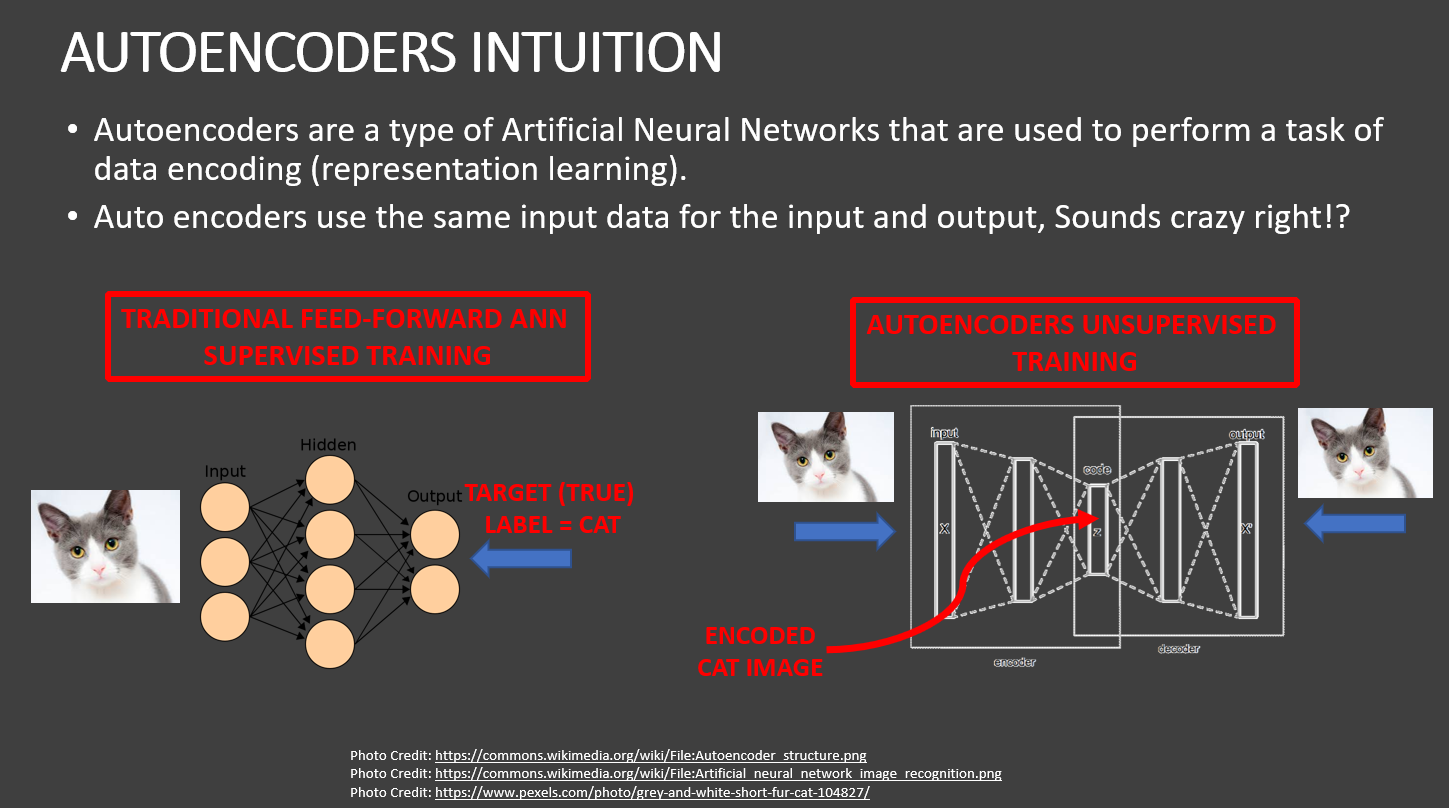 AUTOENCODERS INTUITION
• Autoencoders are a type of Artificial Neural Networks that are used to perform a task of
data encoding (representation learning).
• Auto encoders use the same input data for the input and output, Sounds crazy right!?
TRADITIONAL FEED-FORWARD ANN
SUPERVISED TRAINING
Input
Hidden
Output
TARGET (TRUE)
LABEL = CAT
AUTOENCODERS UNSUPERVISED
TRAINING
input
code
output
X
z
X'
ENCODED
CAT IMAGE
encoder
decoder
Photo Credit: https://commons.wikimedia.org/wiki/File:Autoencoder_structure.png
Photo Credit: https://commons.wikimedia.org/wiki/File:Artificial_neural_network_image_recognition.png
Photo Credit: https://www.pexels.com/photo/grey-and-white-short-fur-cat-104827/